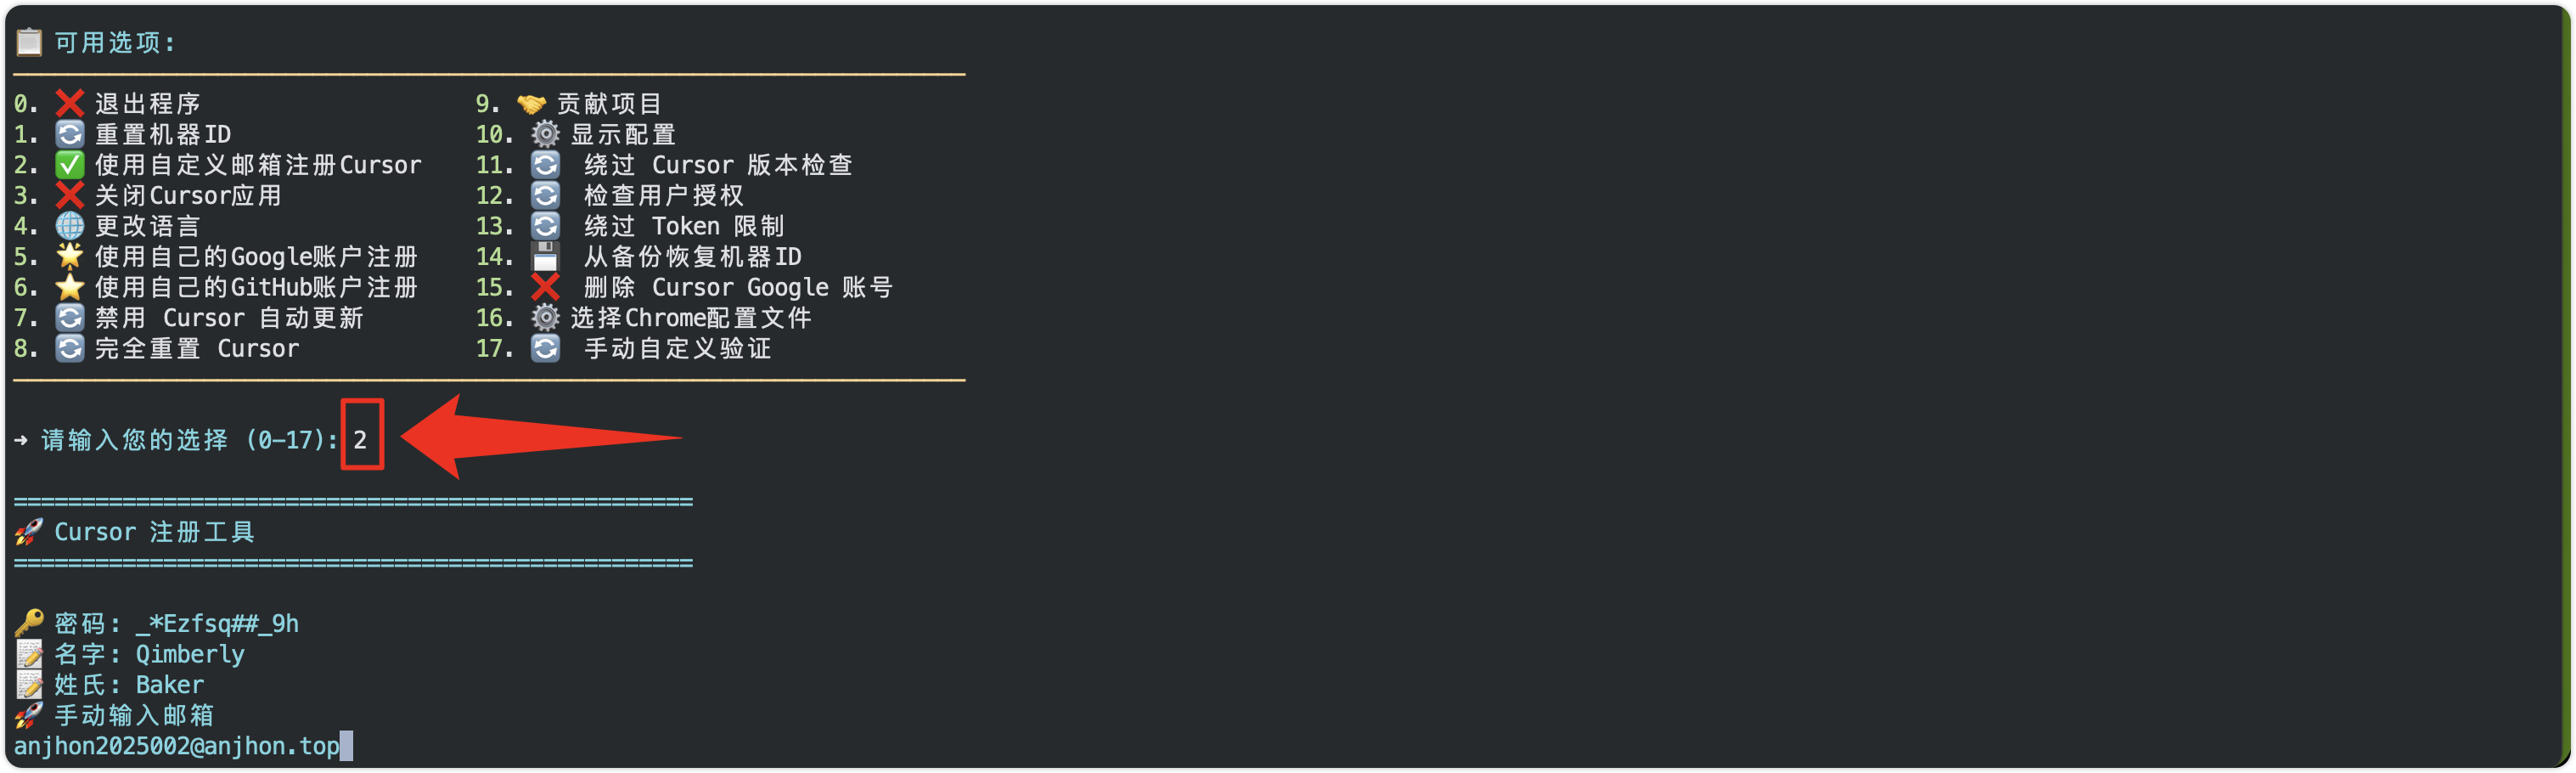 可用选项:
0. 退出程序
1. 重置机器ID
2. 使用自定义邮箱注册Cursor
3. 关闭Cursor应用
4. 更改语言
5. 使用自己的Google账户注册
6. 使用自己的GitHub账户注册
7. 禁用 Cursor 自动更新
8. 完全重置 Cursor
9. 贡献项目
10. 显示配置
11. 绕过 Cursor 版本检查
12. 检查用户授权
13. 绕过 Token 限制
14. 从备份恢复机器ID
15. 删除 Cursor Google 账号
16. 选择Chrome配置文件
17. 手动自定义验证
→ 请输入您的选择 (0-17): 2
==================================================
Cursor 注册工具
==================================================
密码: _*Ezfsq##_9h
名字: Qimberly
姓氏: Baker
手动输入邮箱
anjhon2025002@anjhon.top